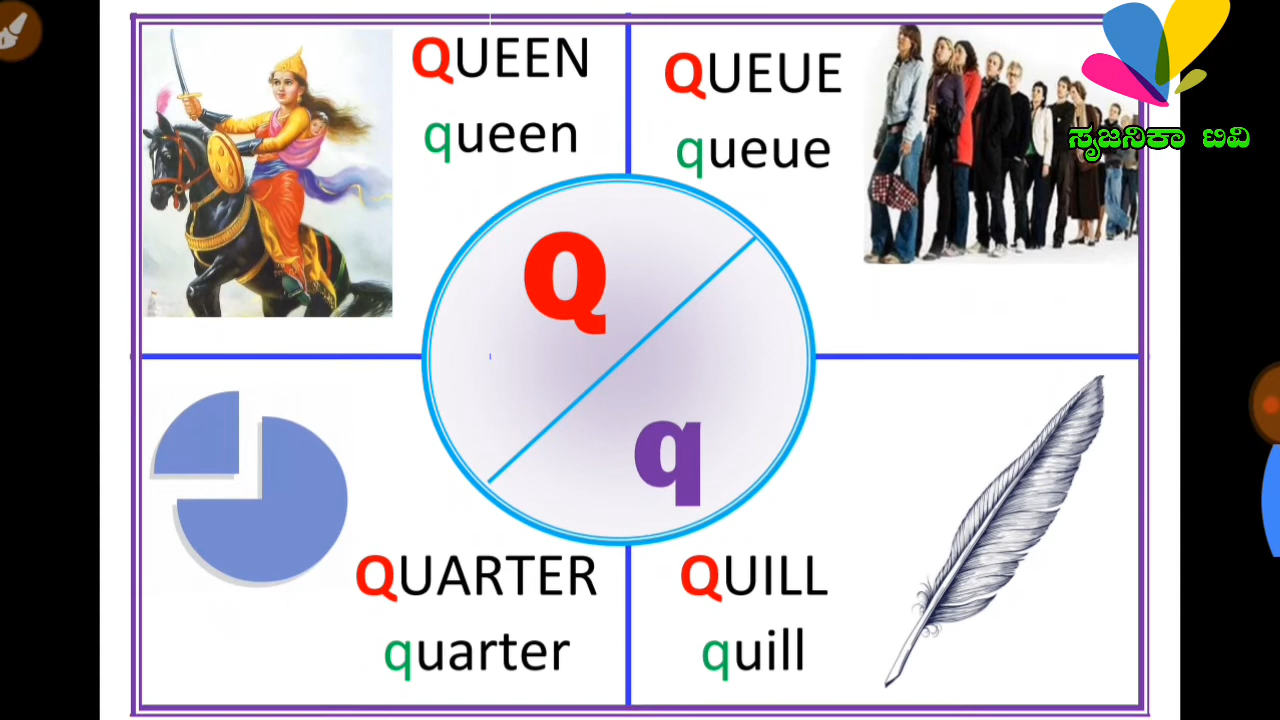 QUEEN
queen
QUEUE
queue
ಸೃಜನಿಕಾ ಟಿವಿ
Q
q
QUARTER
quarter
QUILL
quill